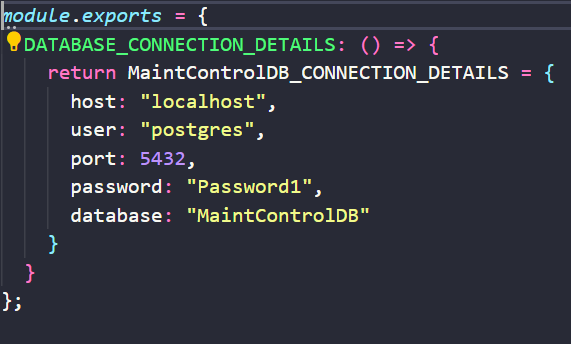 module.exports = {
DATABASE_CONNECTION_DETAILS: () => {
return MaintControlDB_CONNECTION_DETAILS = {
host: "localhost",
user: "postgres",
port: 5432,
password: "Password1",
database: "MaintControlDB"
}
}
};